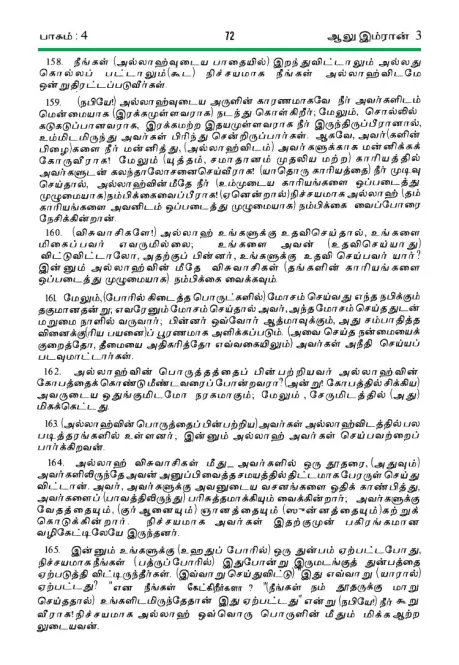 பாகம் : 4 72 ஆலு இம்ரான் 3
158. நீங்கள் (அல்லாஹ்வுடைய பாதையில்) இறந்துவிட்டாலும் அல்லது
கொல்லப் பட்டாலும்(கூட) நிச்சயமாக நீங்கள் அல்லாஹ்விடமே
ஒன்றுதிரட்டப்படுவீர்கள்.
159. (நபியே!) அல்லாஹ்வுடைய அருளின் காரணமாகவே நீர் அவர்களிடம்
மென்மையாக (இரக்கமுள்ளவராக) நடந்து கொள்கிறீர்; மேலும், சொல்லில்
கடுகடுப்பானவராக, இரக்கமற்ற இதயமுள்ளவராக நீர் இருந்திருப்பீரானால்,
உம்மிடமிருந்து அவர்கள் பிரிந்து சென்றிருப்பார்கள். ஆகவே, அவர்(களின்
பிழை)களை நீர் மன்னித்து, (அல்லாஹ்விடம்) அவர்களுக்காக மன்னிக்கக்
கோருவீராக! மேலும் (யுத்தம், சமாதானம் முதலிய மற்ற) காரியத்தில்
அவர்களுடன் கலந்தாலோசனைசெய்வீராக! (யாதொரு காரியத்தை) நீர் முடிவு
செய்தால், அல்லாஹ்வின்மீதே நீர் (உம்முடைய காரியங்களை ஒப்படைத்து
முழுமையாக)நம்பிக்கைவைப்பீராக!(ஏனென்றால்)நிச்சயமாக அல்லாஹ் (தம்
காரியங்களை அவனிடம் ஒப்படைத்து முழுமையாக) நம்பிக்கை வைப்போரை
நேசிக்கின்றான்.
160. (விசுவாசிகளே!) அல்லாஹ் உங்களுக்கு உதவிசெய்தால், உங்களை
மிகைப்பவர் எவருமில்லை; உங்களை அவன் (உதவிசெய்யாது)
விட்டுவிட்டாலோ, அதற்குப் பின்னர், உங்களுக்கு உதவி செய்பவர் யார்?
இன்னும் அல்லாஹ்வின் மீதே விசுவாசிகள் (தங்களின் காரியங்களை
ஒப்படைத்து முழுமையாக) நம்பிக்கை வைக்கவும்.
161. மேலும்,(போரில் கிடைத்த பொருட்களில்) மோசம் செய்வது எந்த நபிக்கும்
தகுமானதன்று; எவரேனும் மோசம் செய்தால் அவர், அந்த மோசம் செய்ததுடன்
மறுமை நாளில் வருவார்; பின்னர் ஒவ்வோர் ஆத்மாவுக்கும், அது சம்பாதித்த
வினைக்கு(ரிய பயனை)ப் பூரணமாக அளிக்கப்படும். (அவை செய்த நன்மையைக்
குறைத்தோ, தீமையை அதிகரித்தோ எவ்வகையிலும்) அவர்கள் அநீதி செய்யப்
படவுமாட்டார்கள்.
162. அல்லாஹ்வின் பொருத்தத்தைப் பின்பற்றியவர் அல்லாஹ்வின்
கோபத்தைக்கொண்டு மீண்டவரைப் போன்றவரா? (அன்று! கோபத்தில் சிக்கிய)
அவருடைய ஒதுங்குமிடமோ நரகமாகும்; மேலும் , சேருமிடத்தில் (அது)
மிகக்கெட்டது.
163. (அல்லாஹ்வின் பொருத்தைப் பின்பற்றிய) அவர்கள் அல்லாஹ்விடத்தில் பல
படித்தரங்களில் உள்ளனர், இன்னும் அல்லாஹ் அவர்கள் செய்பவற்றைப்
பார்க்கிறவன்.
164. அல்லாஹ் விசுவாசிகள் மீது_ அவர்களில் ஒரு தூதரை, (அதுவும்)
அவர்களிலிருந்தே அவன் அனுப்பிவைத்த சமயத்தில் திட்டமாக பேருள் செய்து
விட்டான். அவர், அவர்களுக்கு அவனுடைய வசனங்களை ஓதிக் காண்பித்து,
அவர்களைப் (பாவத்திலிருந்து) பரிசுத்தமாக்கியும் வைக்கின்றார்; அவர்களுக்கு
வேதத்தையும், (குர்ஆனையும்) ஞானத்தையும் (ஸுன்னத்தையும்)கற்றுக்
கொடுக்கின்றார். நிச்சயமாக அவர்கள் இதற்குமுன் பகிரங்கமான
வழிகேட்டிலேயே இருந்தனர்.
165. இன்னும் உங்களுக்கு (உஹதுப் போரில்) ஒரு துன்பம் ஏற்பட்டபோது,
நிச்சயமாக நீங்கள் (பத்ருப்போரில்) இதுபோன்று இருமடங்குத் துன்பத்தை
ஏற்படுத்தி விட்டிருந்தீர்கள். (இவ்வாறு செய்துவிட்டு) இது எவ்வாறு (யாரால்)
ஏற்பட்டது? "என நீங்கள் கேட்கிறீர்களா ? "(நீங்கள் நம் தூதருக்கு மாறு
செய்ததால்) உங்களிடமிருந்தேதான் இது ஏற்பட்டது" என்று (நபியே!) நீர் கூறு
வீராக! நிச்சயமாக அல்லாஹ் ஒவ்வொரு பொருளின் மீதும் மிக்க ஆற்ற
லுடையவன்.